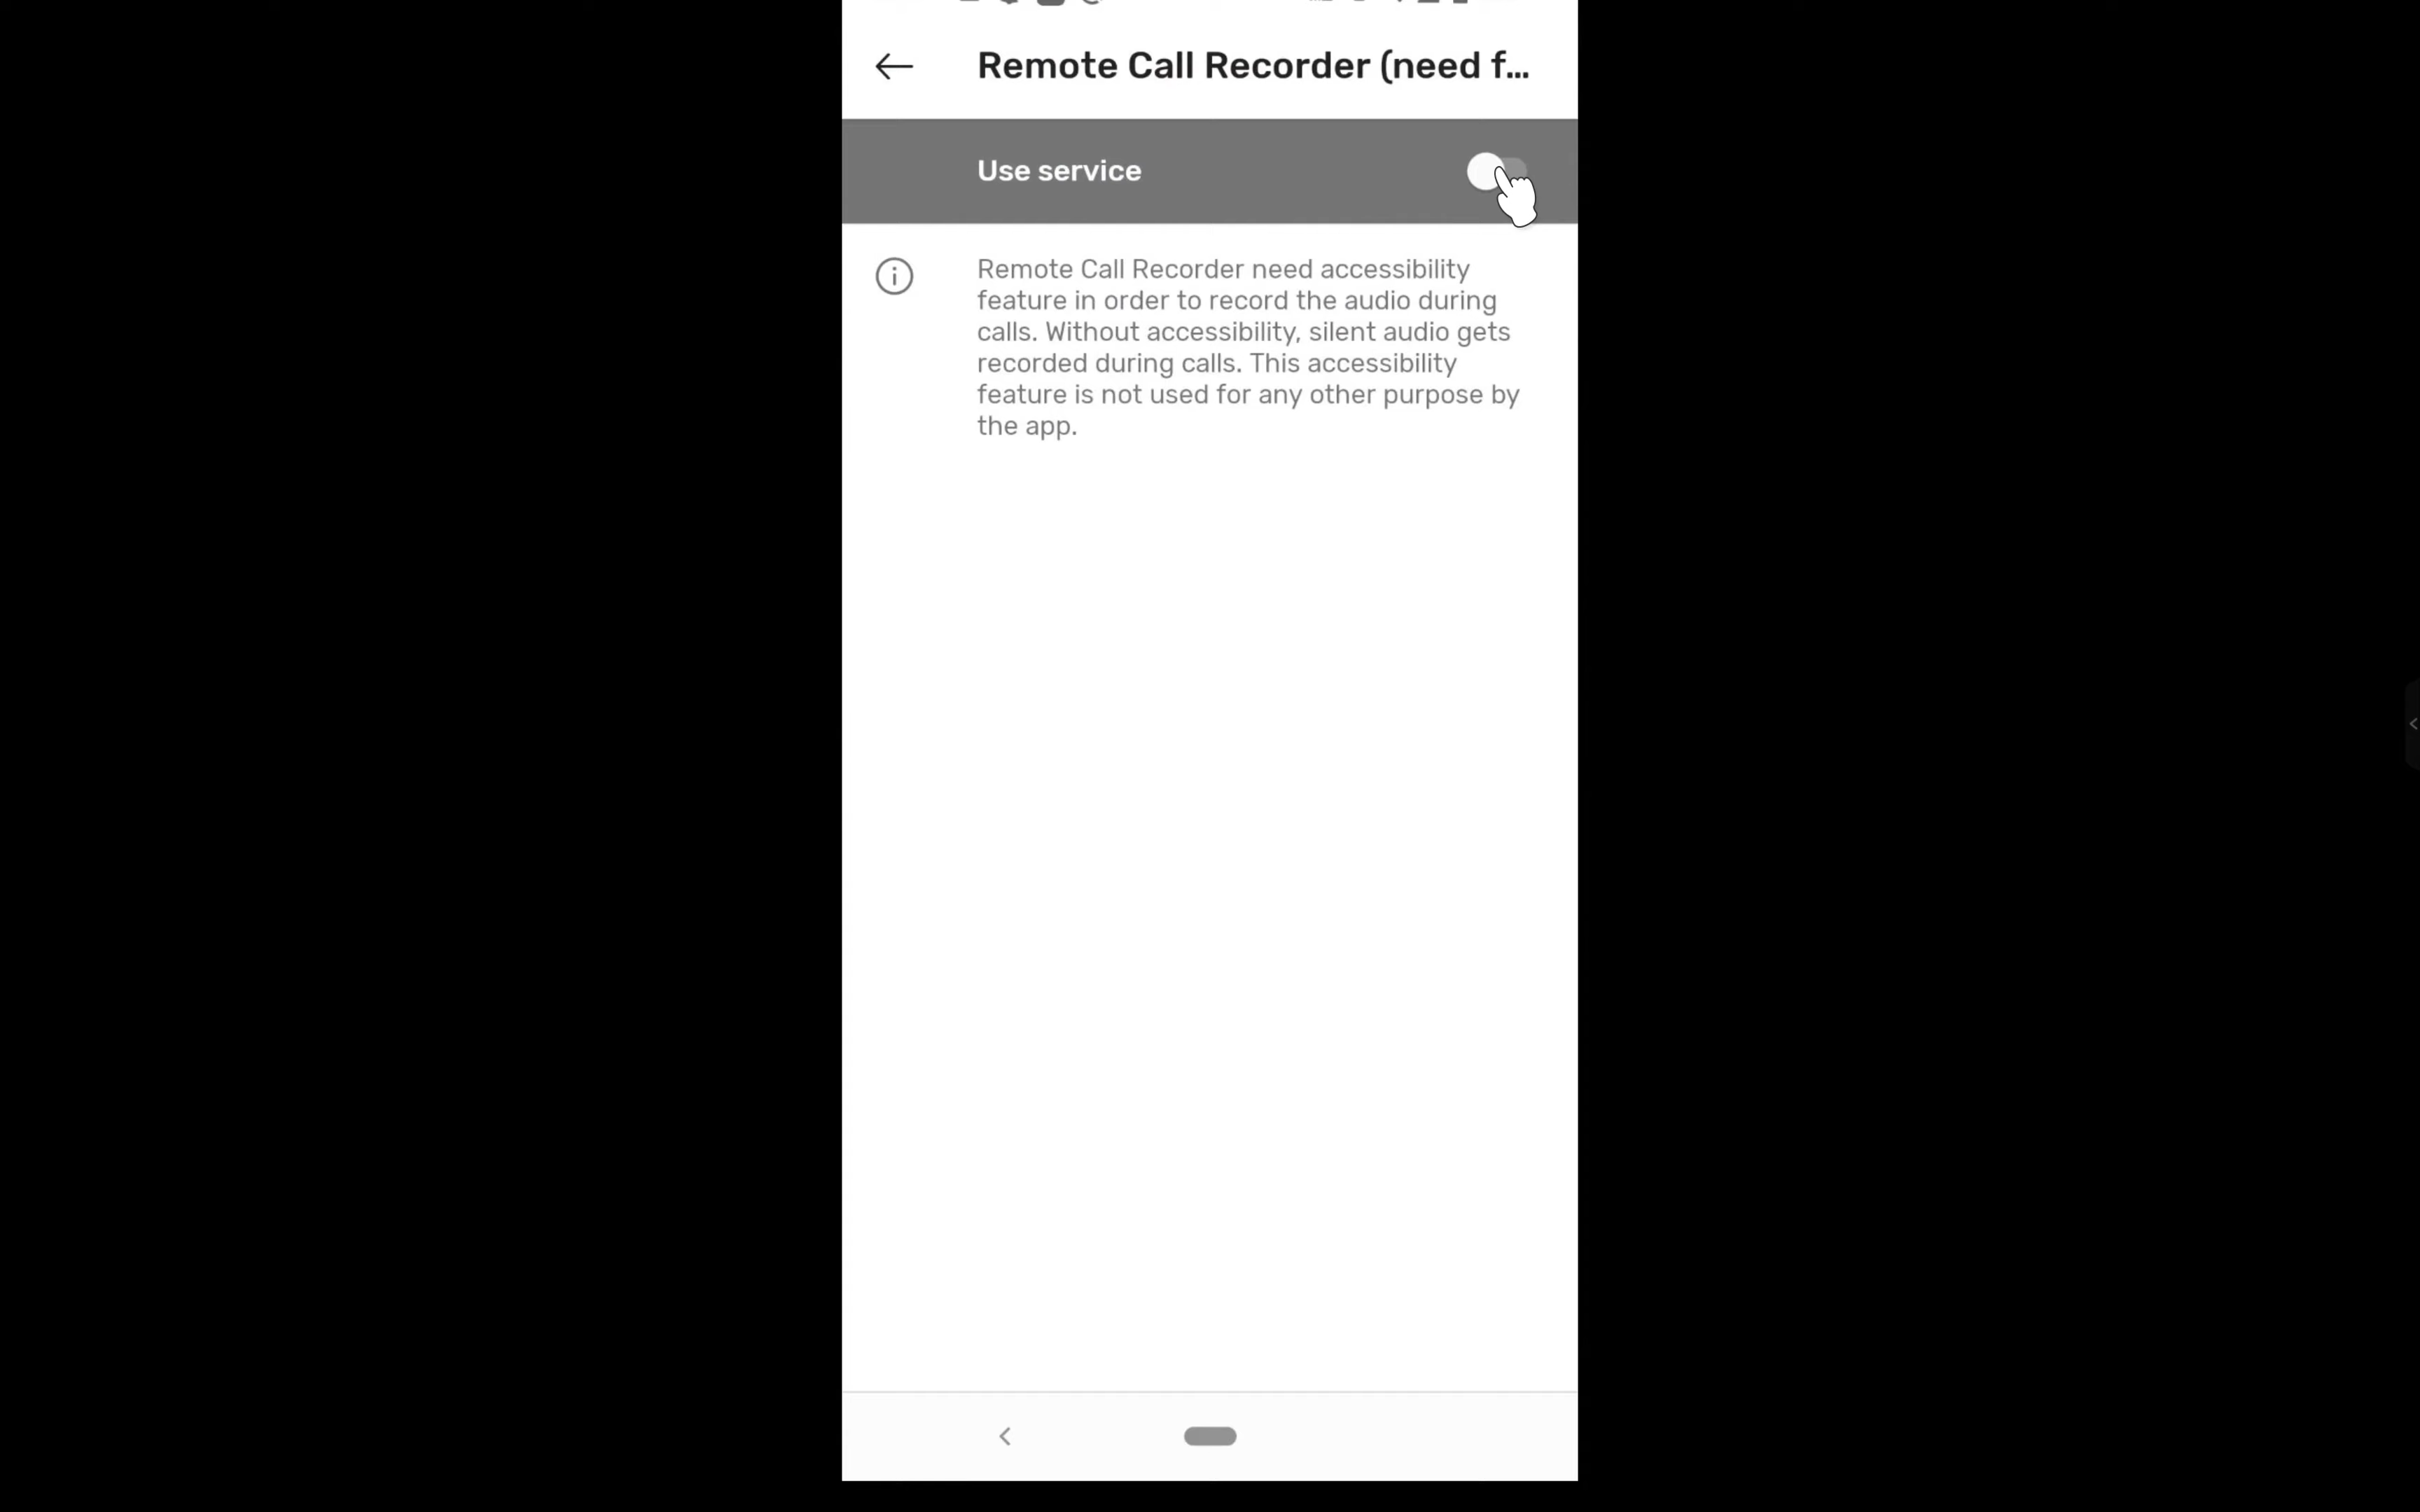 Remote Call Recorder (need f...
Use service
Remote Call Recorder need accessibility
feature in order to record the audio during
calls. Without accessibility, silent audio gets
recorded during calls. This accessibility
feature is not used for any other purpose by
the app.